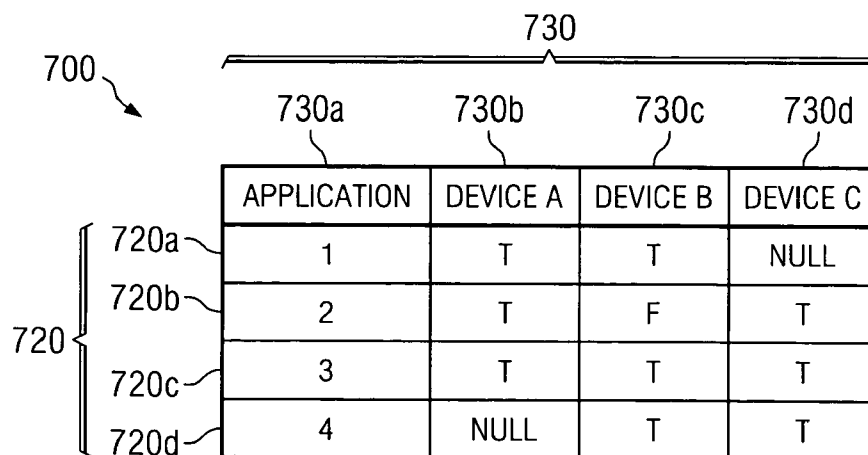 730
700
730a 730b 730c 730d
APPLICATION DEVICE A DEVICE B DEVICE C
720a 1 T T NULL
720b 2 T F T
720
720c 3 T T T
720d 4 NULL T T